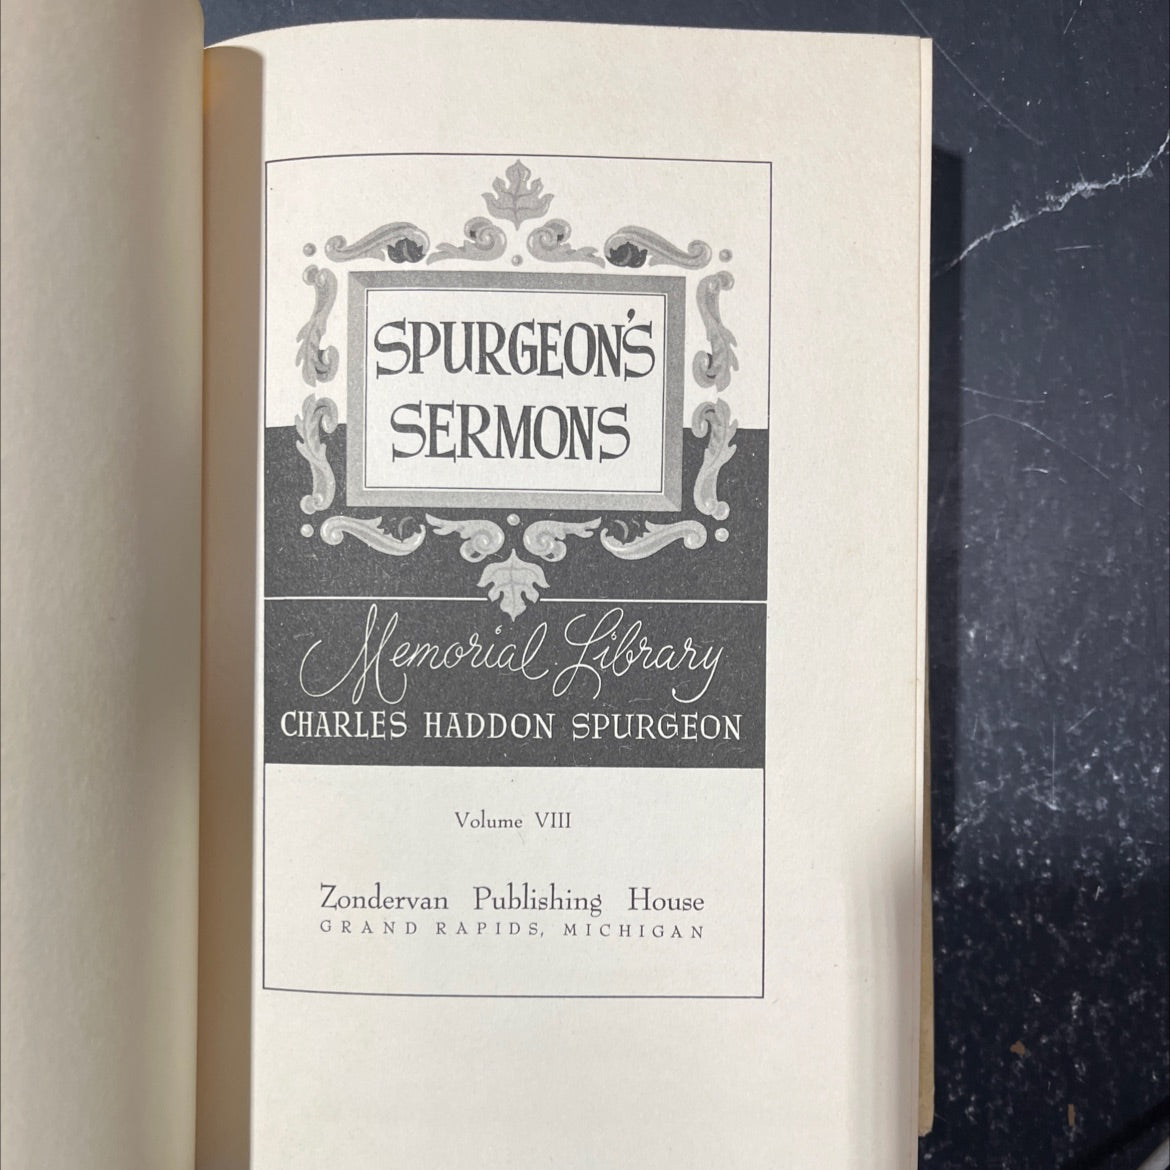 SPURGEON'S
SERMONS
Memorial Library
CHARLES HADDON SPURGEON
Volume VIII
Zondervan Publishing House
GRAND RAPIDS, MICHIGAN